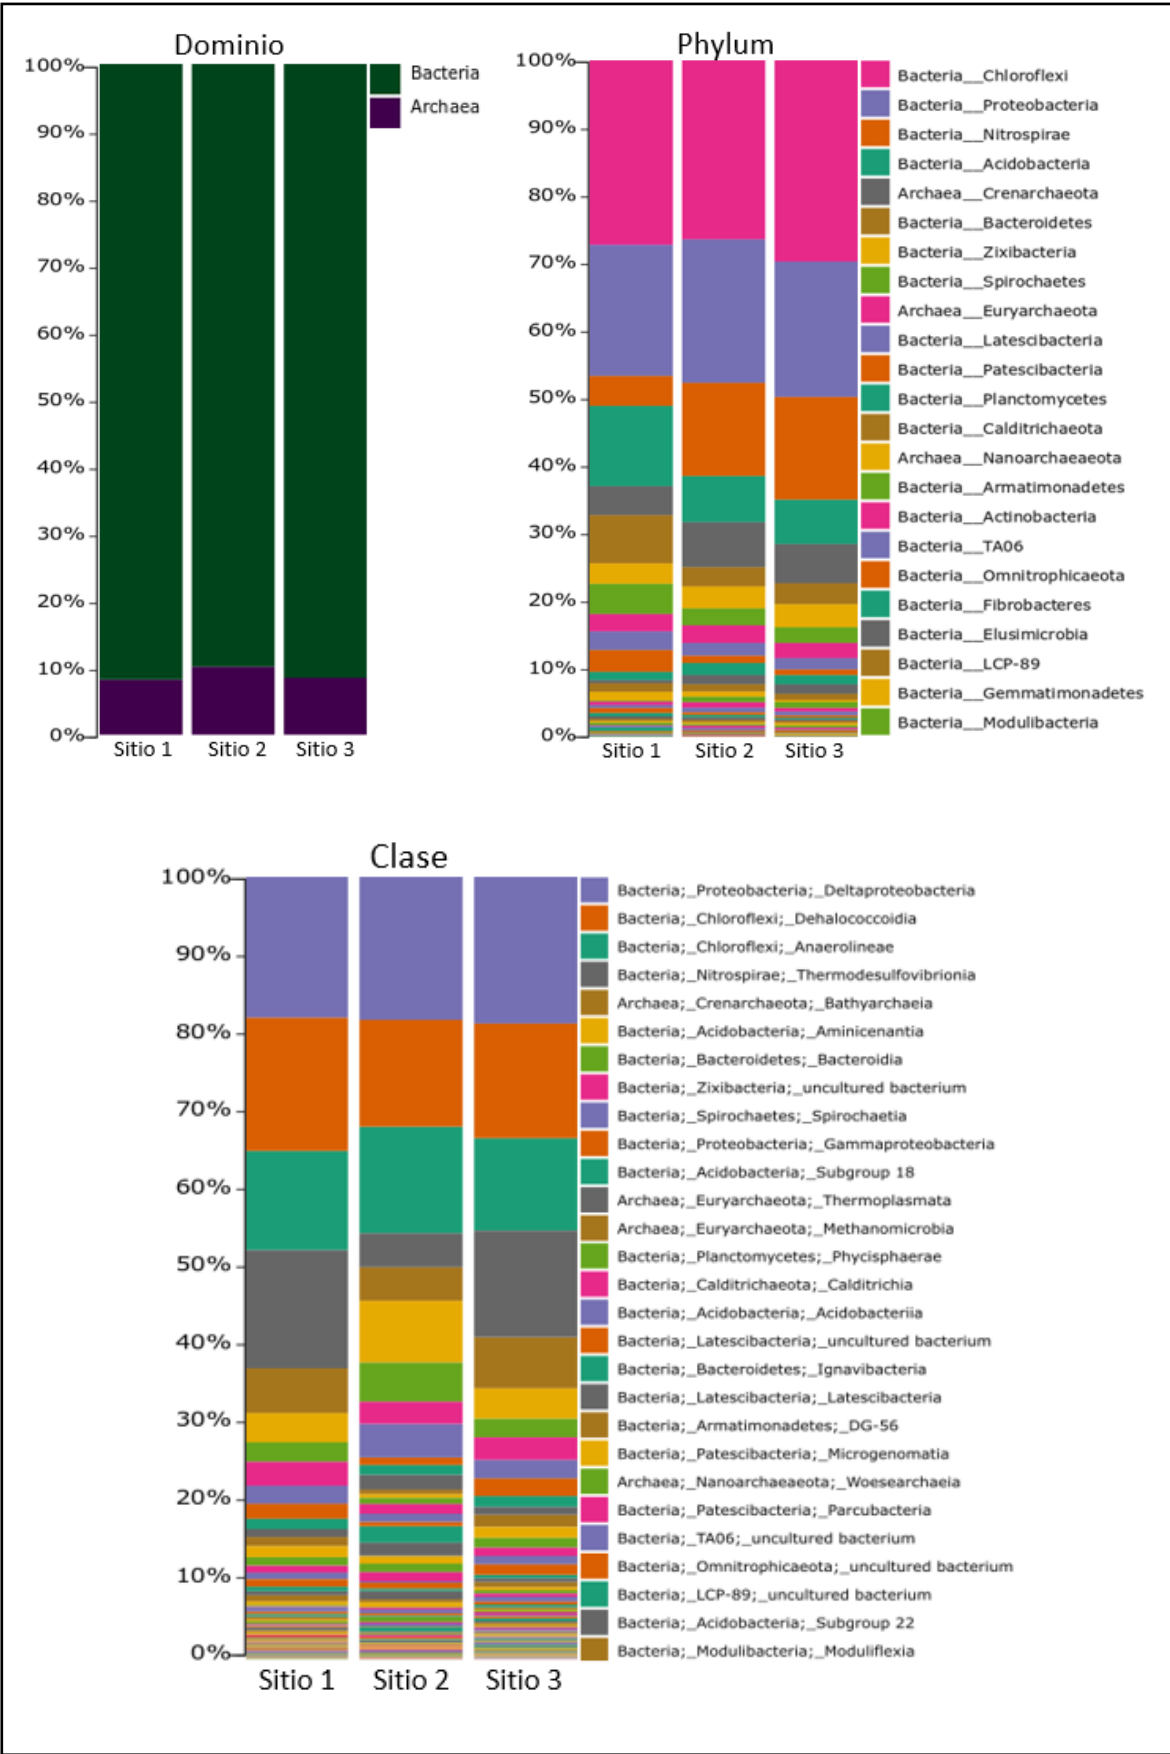 Dominio
100%
90%
80%
70%
60%
50%
40%
30%
20%
10%
0%
Sitio 1
Sitio 2
Sitio 3
Bacteria
Archaea
Phylum
100%
90%
80%
70%
60%
50%
40%
30%
20%
10%
0%
Sitio 1
Sitio 2
Sitio 3
Bacteria__Chloroflexi
Bacteria__Proteobacteria
Bacteria__Nitrospirae
Bacteria__Acidobacteria
Archaea__Crenarchaeota
Bacteria__Bacteroidetes
Bacteria__Zixibacteria
Bacteria__Spirochaetes
Archaea__Euryarchaeota
Bacteria__Latescibacteria
Bacteria__Patescibacteria
Bacteria__Planctomycetes
Bacteria__Calditrichaeota
Archaea__Nanoarchaeaeota
Bacteria__Armatimonadetes
Bacteria__Actinobacteria
Bacteria__TA06
Bacteria__Omnitrophicaeota
Bacteria__Fibrobacteres
Bacteria__Elusimicrobia
Bacteria__LCP-89
Bacteria__Gemmatimonadetes
Bacteria__Modulibacteria
Clase
100%
90%
80%
70%
60%
50%
40%
30%
20%
10%
0%
Sitio 1
Sitio 2
Sitio 3
Bacteria;_Proteobacteria;_Deltaproteobacteria
Bacteria;_Chloroflexi;_Dehalococcoidia
Bacteria;_Chloroflexi;_Anaerolineae
Bacteria;_Nitrospirae;_Thermodesulfovibrionia
Archaea;_Crenarchaeota;_Bathyarchaeia
Bacteria;_Acidobacteria;_Aminicenantia
Bacteria;_Bacteroidetes;_Bacteroidia
Bacteria;_Zixibacteria;_uncultured bacterium
Bacteria;_Spirochaetes;_Spirochaetia
Bacteria;_Proteobacteria;_Gammaproteobacteria
Bacteria;_Acidobacteria;_Subgroup 18
Archaea;_Euryarchaeota;_Thermoplasmata
Archaea;_Euryarchaeota;_Methanomicrobia
Bacteria;_Planctomycetes;_Phycisphaerae
Bacteria;_Calditrichaeota;_Calditrichia
Bacteria;_Acidobacteria;_Acidobacteriia
Bacteria;_Latescibacteria;_uncultured bacterium
Bacteria;_Bacteroidetes;_Ignavibacteria
Bacteria;_Latescibacteria;_Latescibacteria
Bacteria;_Armatimonadetes;_DG-56
Bacteria;_Patescibacteria;_Microgenomatia
Archaea;_Nanoarchaeaeota;_Woesearchaeia
Bacteria;_Patescibacteria;_Parcubacteria
Bacteria;_TA06;_uncultured bacterium
Bacteria;_Omnitrophicaeota;_uncultured bacterium
Bacteria;_LCP-89;_uncultured bacterium
Bacteria;_Acidobacteria;_Subgroup 22
Bacteria;_Modulibacteria;_Moduliflexia